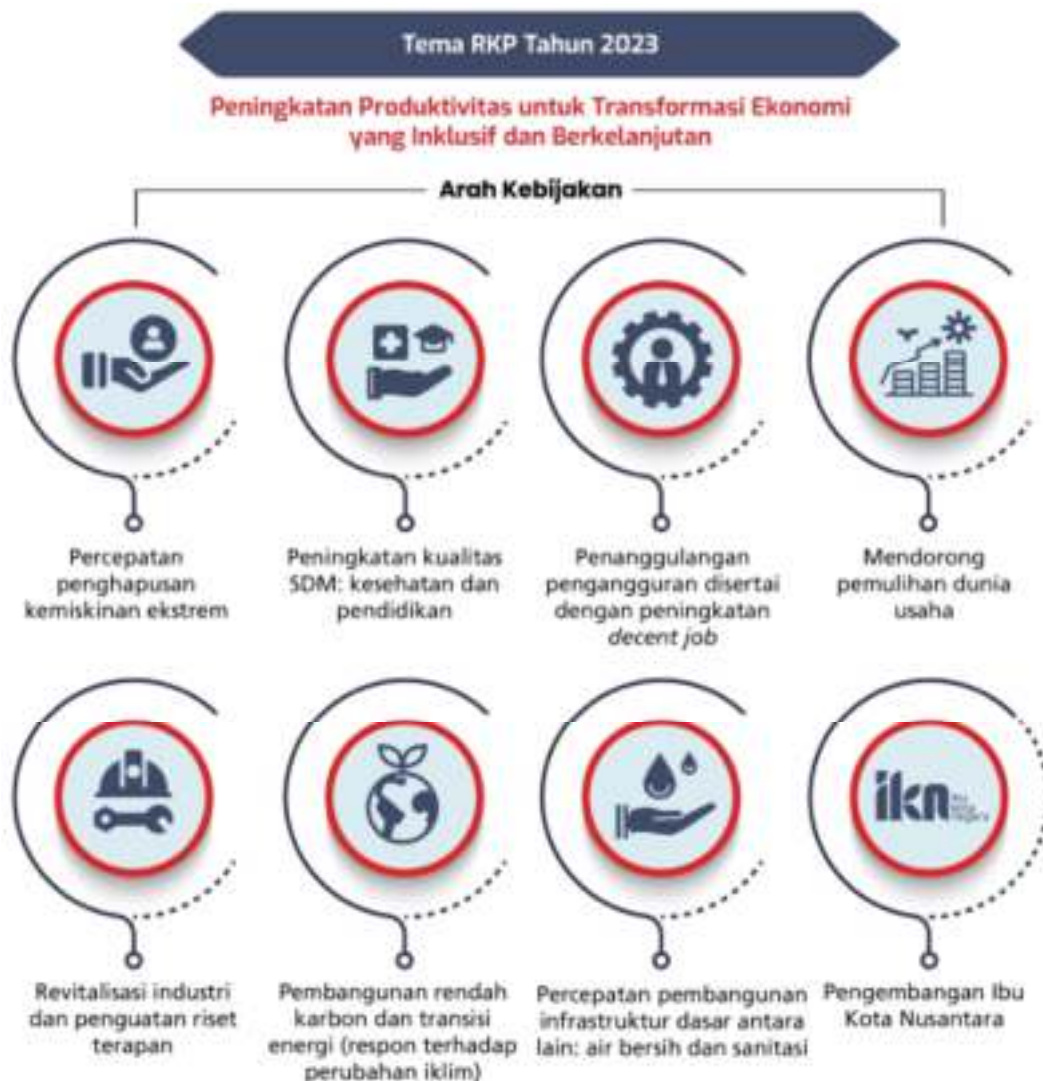 Tema RKP Tahun 2023
Peningkatan Produktivitas untuk Transformasi Ekonomi
yang Inklusif dan Berkelanjutan
Arah Kebijakan
Percepatan
penghapusan
kemiskinan ekstrem
Peningkatan kualitas
SDM: kesehatan dan
pendidikan
Penanggulangan
pengangguran disertai
dengan peningkatan
decent job
Mendorong
pemulihan dunia
usaha
ikn
ibu
kota
negara
Revitalisasi industri
dan penguatan riset
terapan
Pembangunan rendah
karbon dan transisi
energi (respon terhadap
perubahan iklim)
Percepatan pembangunan
infrastruktur dasar antara
lain: air bersih dan sanitasi
Pengembangan Ibu
Kota Nusantara